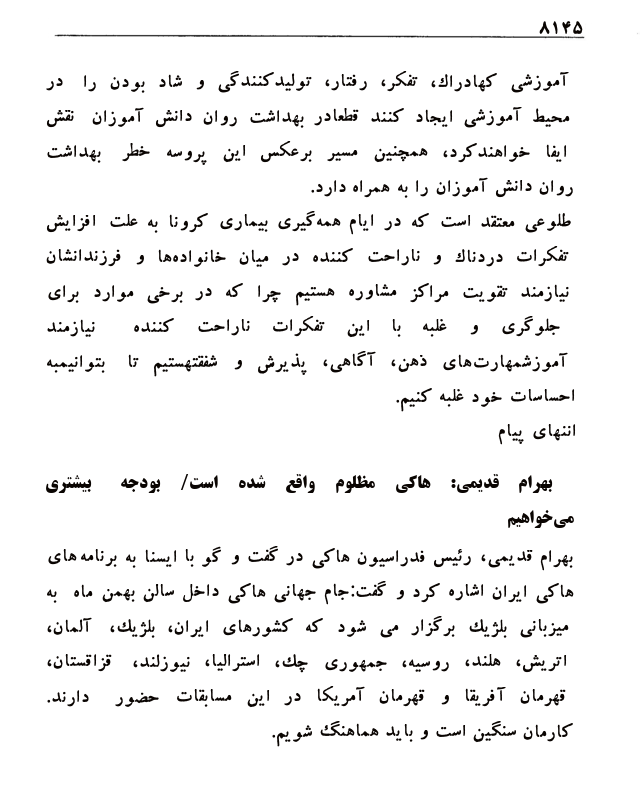 ۸۱۴۵
آموزشی کهادراك، تفکر، رفتار، تولیدکنندگی و شاد بودن را در
محیط آموزشی ایجاد کنند قطعادر بهداشت روان دانش آموزان نقش
ایفا خواهندکرد، همچنین مسیر برعکس این پروسه خطر بهداشت
روان دانش آموزان را به همراه دارد.
طلوعی معتقد است که در ایام همه‌گیری بیماری کرونا به علت افزایش
تفکرات دردناك و ناراحت کننده در میان خانواده‌ها و فرزندانشان
نیازمند تقویت مراکز مشاوره هستیم چرا که در برخی موارد برای
جلوگری و غلبه با این تفکرات ناراحت کننده نیازمند
آموزشمهارت‌های ذهن، آگاهی، پذیرش و شفقتهستیم تا بتوانیمبه
احساسات خود غلبه کنیم.
انتهای پیام
بهرام قدیمی: هاکی مظلوم واقع شده است/ بودجه بیشتری
می‌خواهیم
بهرام قدیمی، رئیس فدراسیون هاکی در گفت و گو با ایسنا به برنامه‌های
هاکی ایران اشاره کرد و گفت:جام جهانی هاکی داخل سالن بهمن ماه به
میزبانی بلژیك برگزار می شود که کشورهای ایران، بلژیك، آلمان،
اتریش، هلند، روسیه، جمهوری چك، استرالیا، نیوزلند، قزاقستان،
قهرمان آفریقا و قهرمان آمریکا در این مسابقات حضور دارند.
کارمان سنگین است و باید هماهنگ شویم.